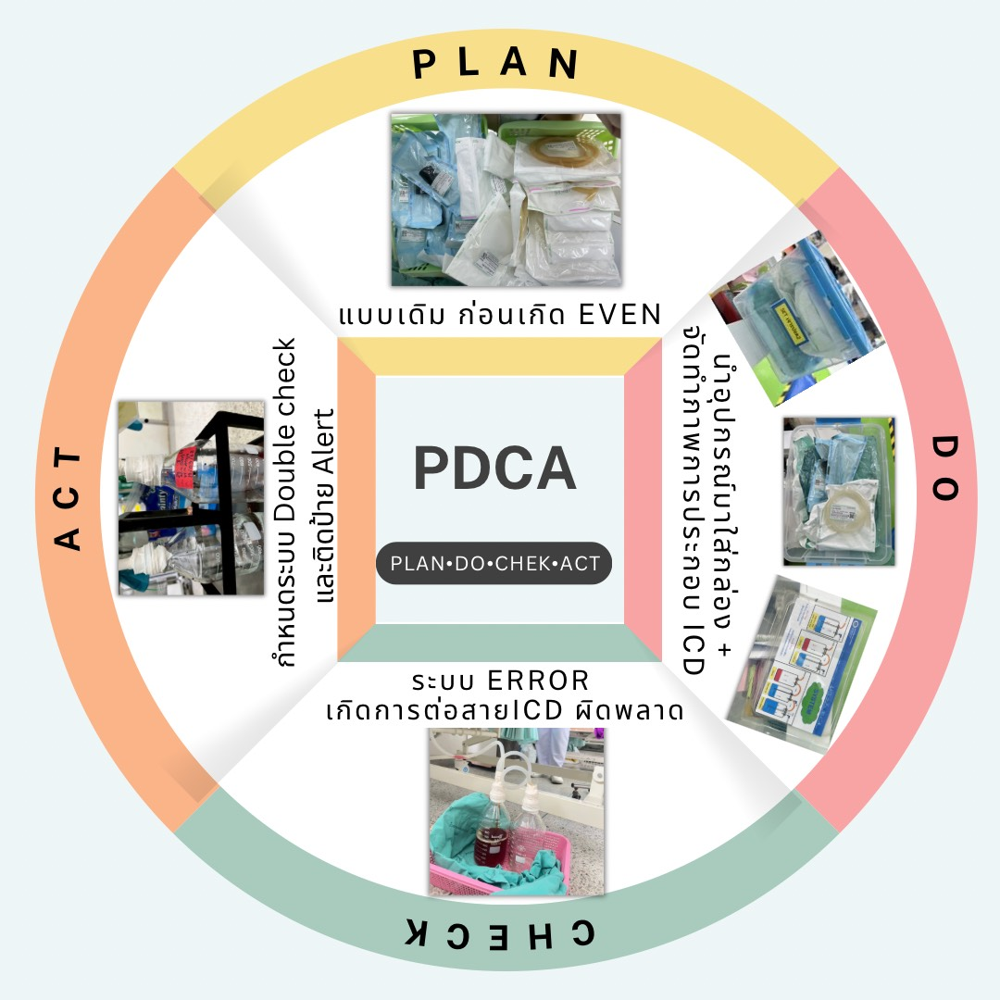 PLAN
แบบเดิม ก่อนเกิด EVEN
DO
นำอุปกรณ์มาใส่กล่อง +
จัดทำภาพการประกอบ ICD
PDCA
PLAN•DO•CHEK•ACT
ระบบ ERROR
เกิดการต่อสายICD ผิดพลาด
CHECK
กำหนดระบบ Double check
และติดป้าย Alert
ACT